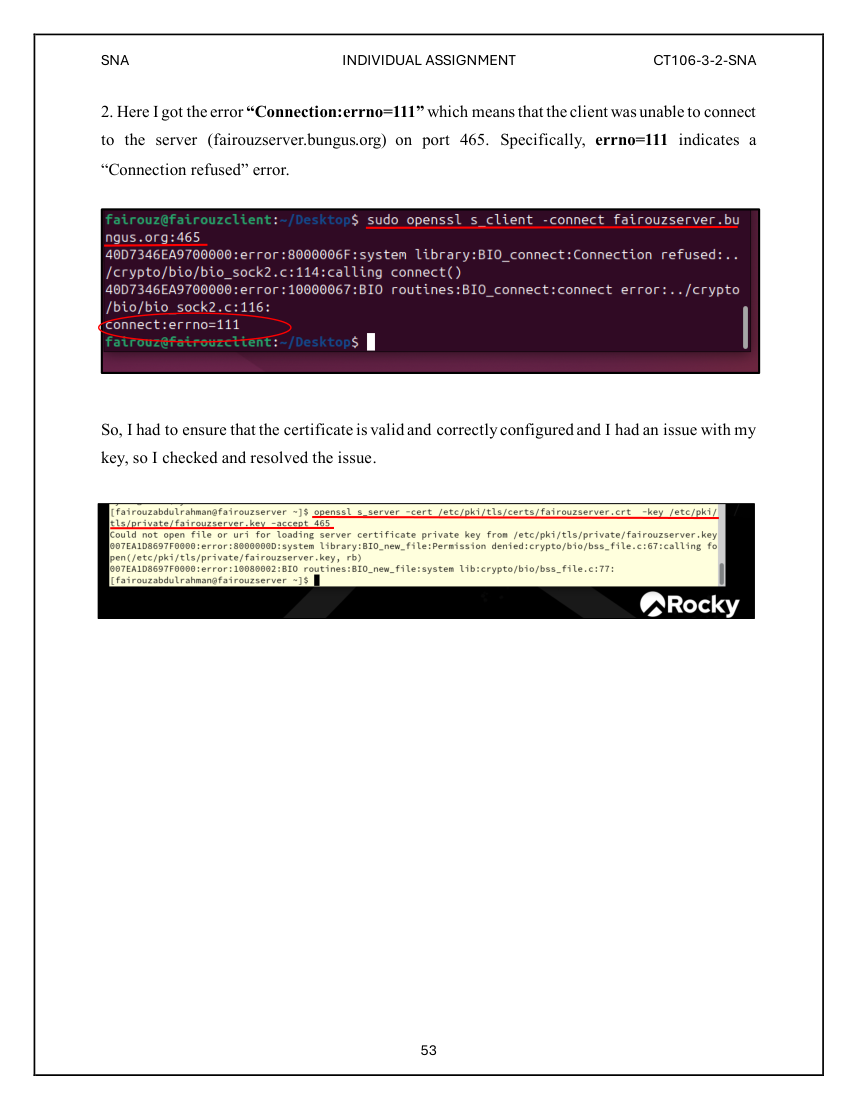 SNA INDIVIDUAL ASSIGNMENT CT106-3-2-SNA
2. Here I got the error “Connection:errno=111” which means that the client was unable to connect
to the server (fairouzserver.bungus.org) on port 465. Specifically, errno=111 indicates a
“Connection refused” error.
fairouz@fairouzclient:~/Desktop$ sudo openssl s_client -connect fairouzserver.bu
ngus.org:465
40D7346EA9700000:error:8000006F:system library:BIO_connect:Connection refused:..
/crypto/bio/bio_sock2.c:114:calling connect()
40D7346EA9700000:error:10000067:BIO routines:BIO_connect:connect error:../crypto
/bio/bio_sock2.c:116:
connect:errno=111
fairouz@fairouzclient:~/Desktop$
So, I had to ensure that the certificate is valid and correctly configured and I had an issue with my
key, so I checked and resolved the issue.
[fairouzabdulrahman@fairouzserver ~]$ openssl s_server -cert /etc/pki/tls/certs/fairouzserver.crt -key /etc/pki/
tls/private/fairouzserver.key -accept 465
Could not open file or uri for loading server certificate private key from /etc/pki/tls/private/fairouzserver.key
007EA1D8697F0000:error:8000000D:system library:BIO_new_file:Permission denied:crypto/bio/bss_file.c:67:calling fo
pen(/etc/pki/tls/private/fairouzserver.key, rb)
007EA1D8697F0000:error:10080002:BIO routines:BIO_new_file:system lib:crypto/bio/bss_file.c:77:
[fairouzabdulrahman@fairouzserver ~]$
Rocky
53